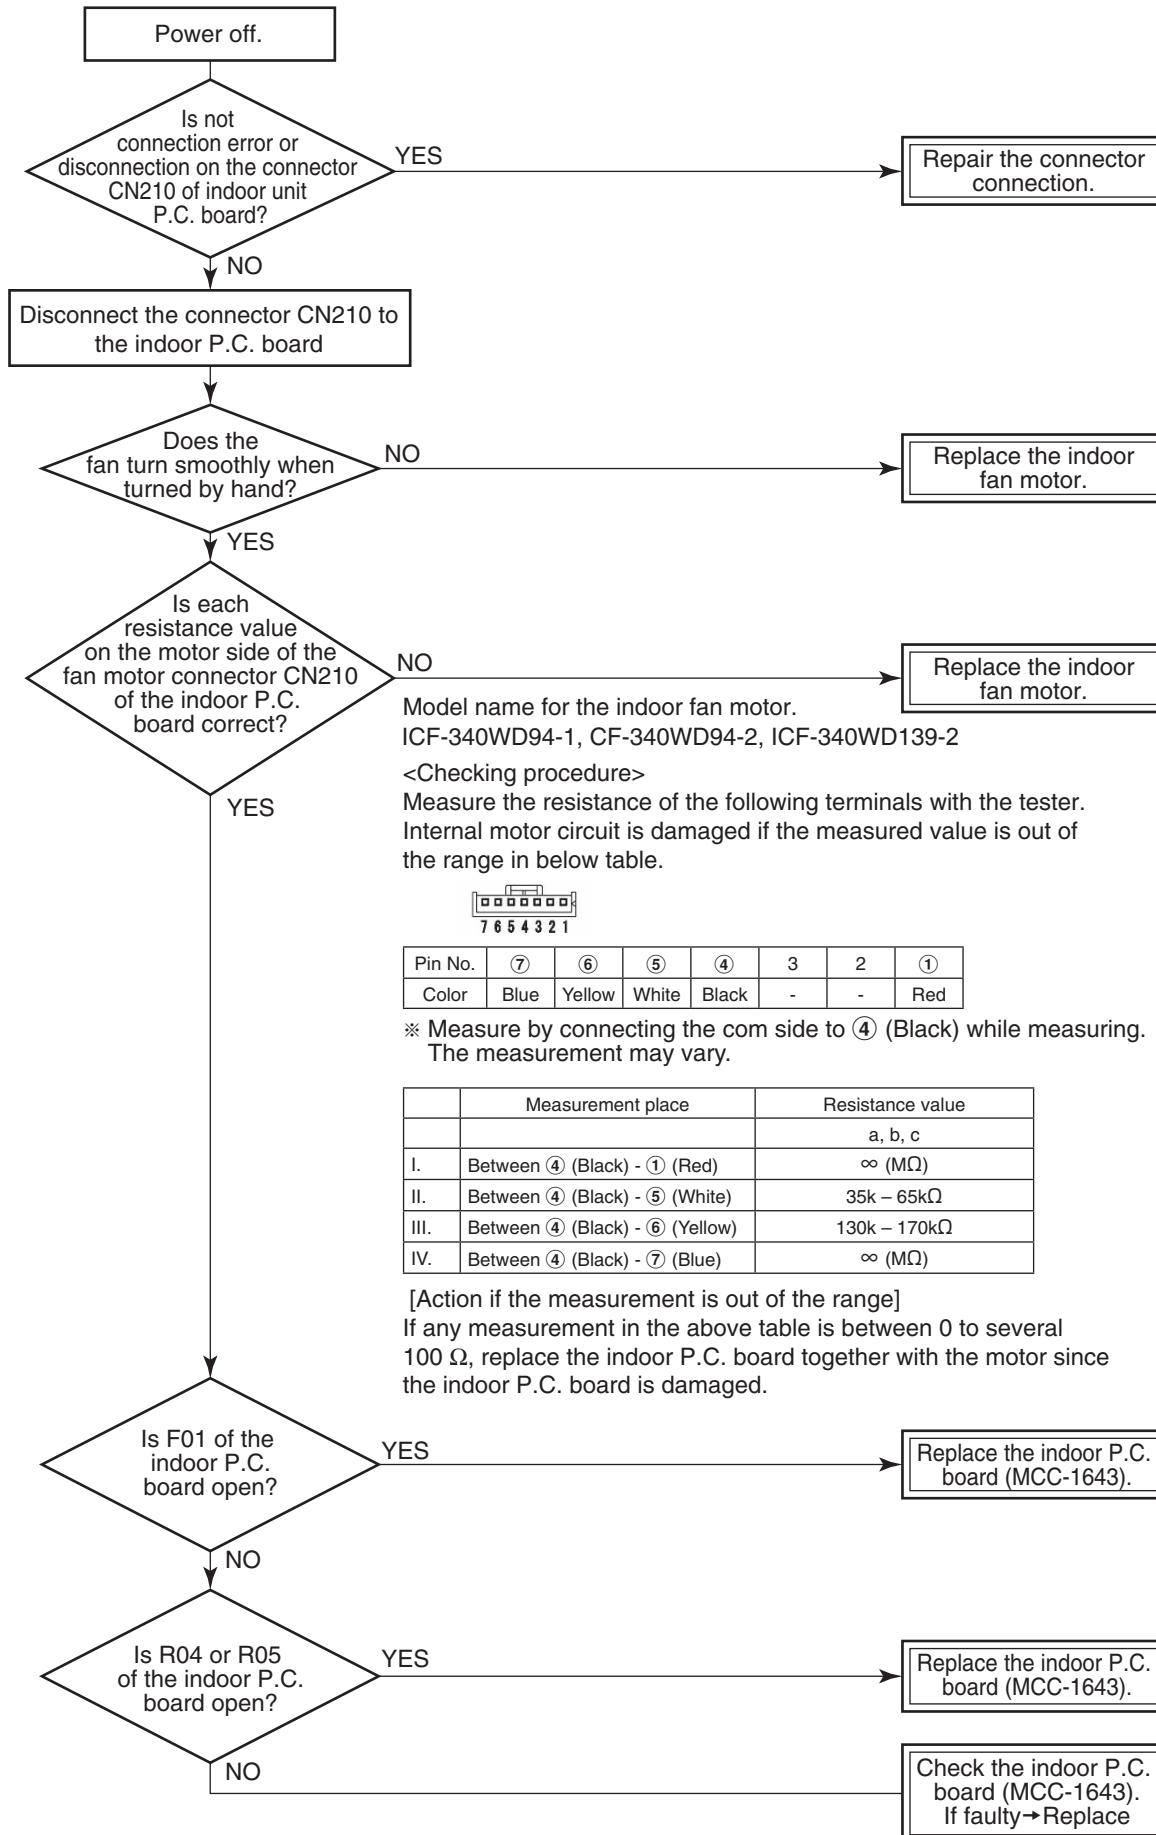 Power off.
Is not
connection error or
disconnection on the connector
CN210 of indoor unit
P.C. board?
YES
Repair the connector
connection.
NO
Disconnect the connector CN210 to
the indoor P.C. board
Does the
fan turn smoothly when
turned by hand?
NO
Replace the indoor
fan motor.
YES
Is each
resistance value
on the motor side of the
fan motor connector CN210
of the indoor P.C.
board correct?
NO
Replace the indoor
fan motor.
YES
Model name for the indoor fan motor.
ICF-340WD94-1, CF-340WD94-2, ICF-340WD139-2
<Checking procedure>
Measure the resistance of the following terminals with the tester.
Internal motor circuit is damaged if the measured value is out of
the range in below table.
7 6 5 4 3 2 1
Pin No. ⑦ ⑥ ⑤ ④ 3 2 ①
Color Blue Yellow White Black - - Red
※ Measure by connecting the com side to ④ (Black) while measuring.
The measurement may vary.
Measurement place Resistance value
a, b, c
I. Between ④ (Black) - ① (Red) ∞ (MΩ)
II. Between ④ (Black) - ⑤ (White) 35k – 65kΩ
III. Between ④ (Black) - ⑥ (Yellow) 130k – 170kΩ
IV. Between ④ (Black) - ⑦ (Blue) ∞ (MΩ)
[Action if the measurement is out of the range]
If any measurement in the above table is between 0 to several
100 Ω, replace the indoor P.C. board together with the motor since
the indoor P.C. board is damaged.
Is F01 of the
indoor P.C.
board open?
YES
Replace the indoor P.C.
board (MCC-1643).
NO
Is R04 or R05
of the indoor P.C.
board open?
YES
Replace the indoor P.C.
board (MCC-1643).
NO
Check the indoor P.C.
board (MCC-1643).
If faulty→Replace